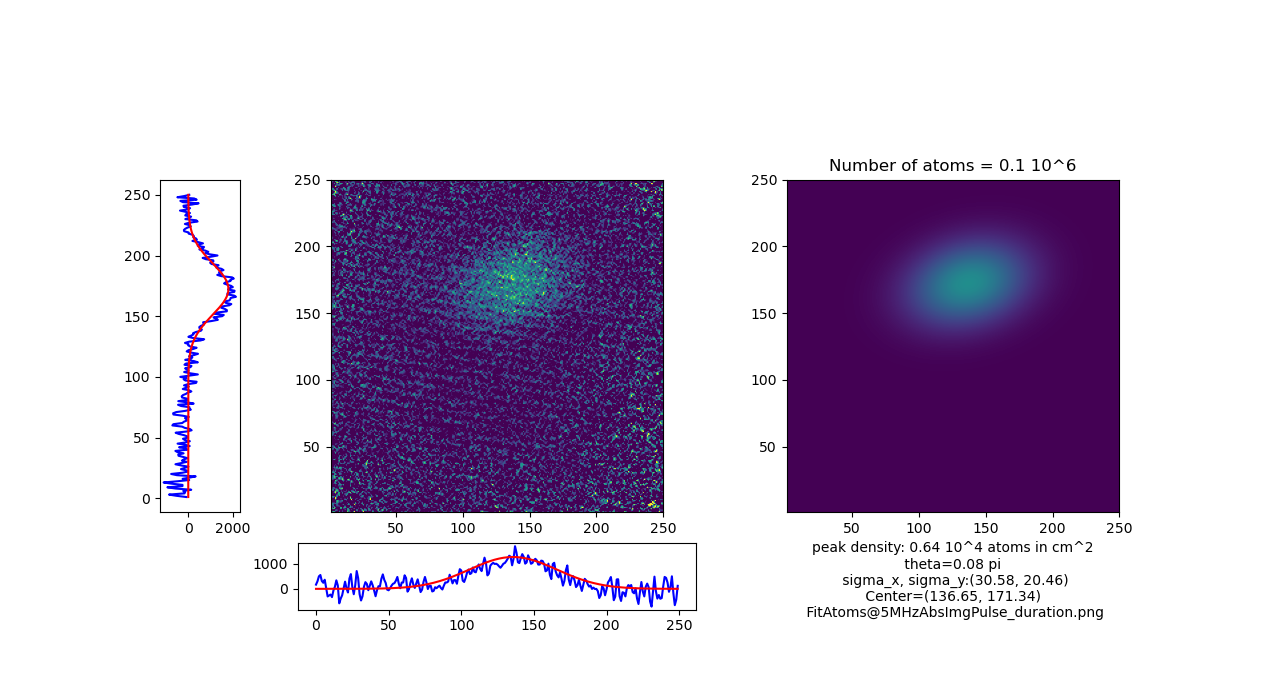 Number of atoms = 0.1 10^6
250
200
150
100
50
0
0 2000
250
200
150
100
50
50 100 150 200 250
250
200
150
100
50
50 100 150 200 250
1000
0
0 50 100 150 200 250
peak density: 0.64 10^4 atoms in cm^2
theta=0.08 pi
sigma_x, sigma_y:(30.58, 20.46)
Center=(136.65, 171.34)
FitAtoms@5MHzAbsImgPulse_duration.png